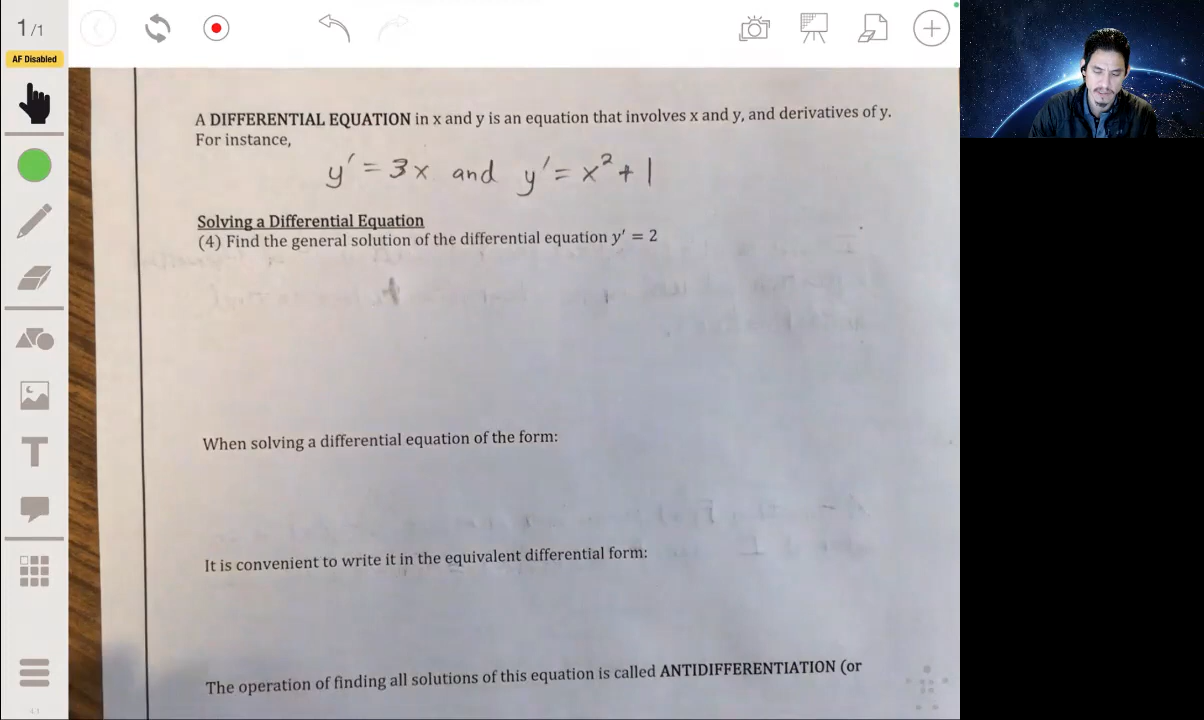 1/1
AF Disabled
A DIFFERENTIAL EQUATION in x and y is an equation that involves x and y, and derivatives of y.
For instance,
y' = 3x and y' = x² + 1
Solving a Differential Equation
(4) Find the general solution of the differential equation y' = 2
When solving a differential equation of the form:
It is convenient to write it in the equivalent differential form:
The operation of finding all solutions of this equation is called ANTIDIFFERENTIATION (or
T